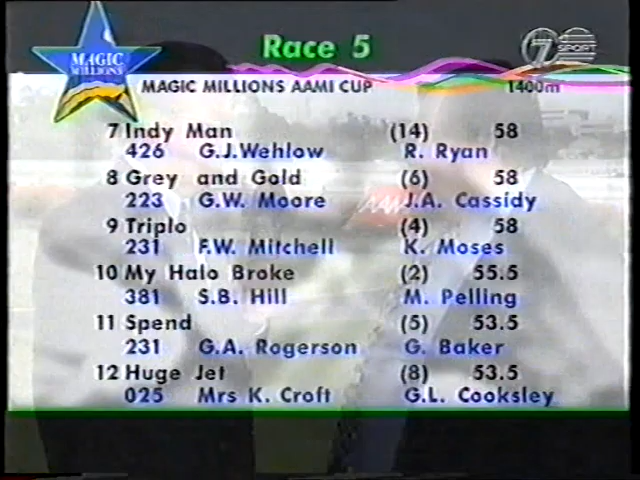 Race 5
7 SPORT
MAGIC
MILLIONS
MAGIC MILLIONS AAMI CUP 1400m
7 Indy Man (14) 58
426 G.J.Wehlow R. Ryan
8 Grey and Gold (6) 58
223 G.W. Moore J.A. Cassidy
9 Triplo (4) 58
231 F.W. Mitchell K. Moses
10 My Halo Broke (2) 55.5
381 S.B. Hill M. Pelling
11 Spend (5) 53.5
231 G.A. Rogerson G. Baker
12 Huge Jet (8) 53.5
025 Mrs K. Croft G.L. Cooksley